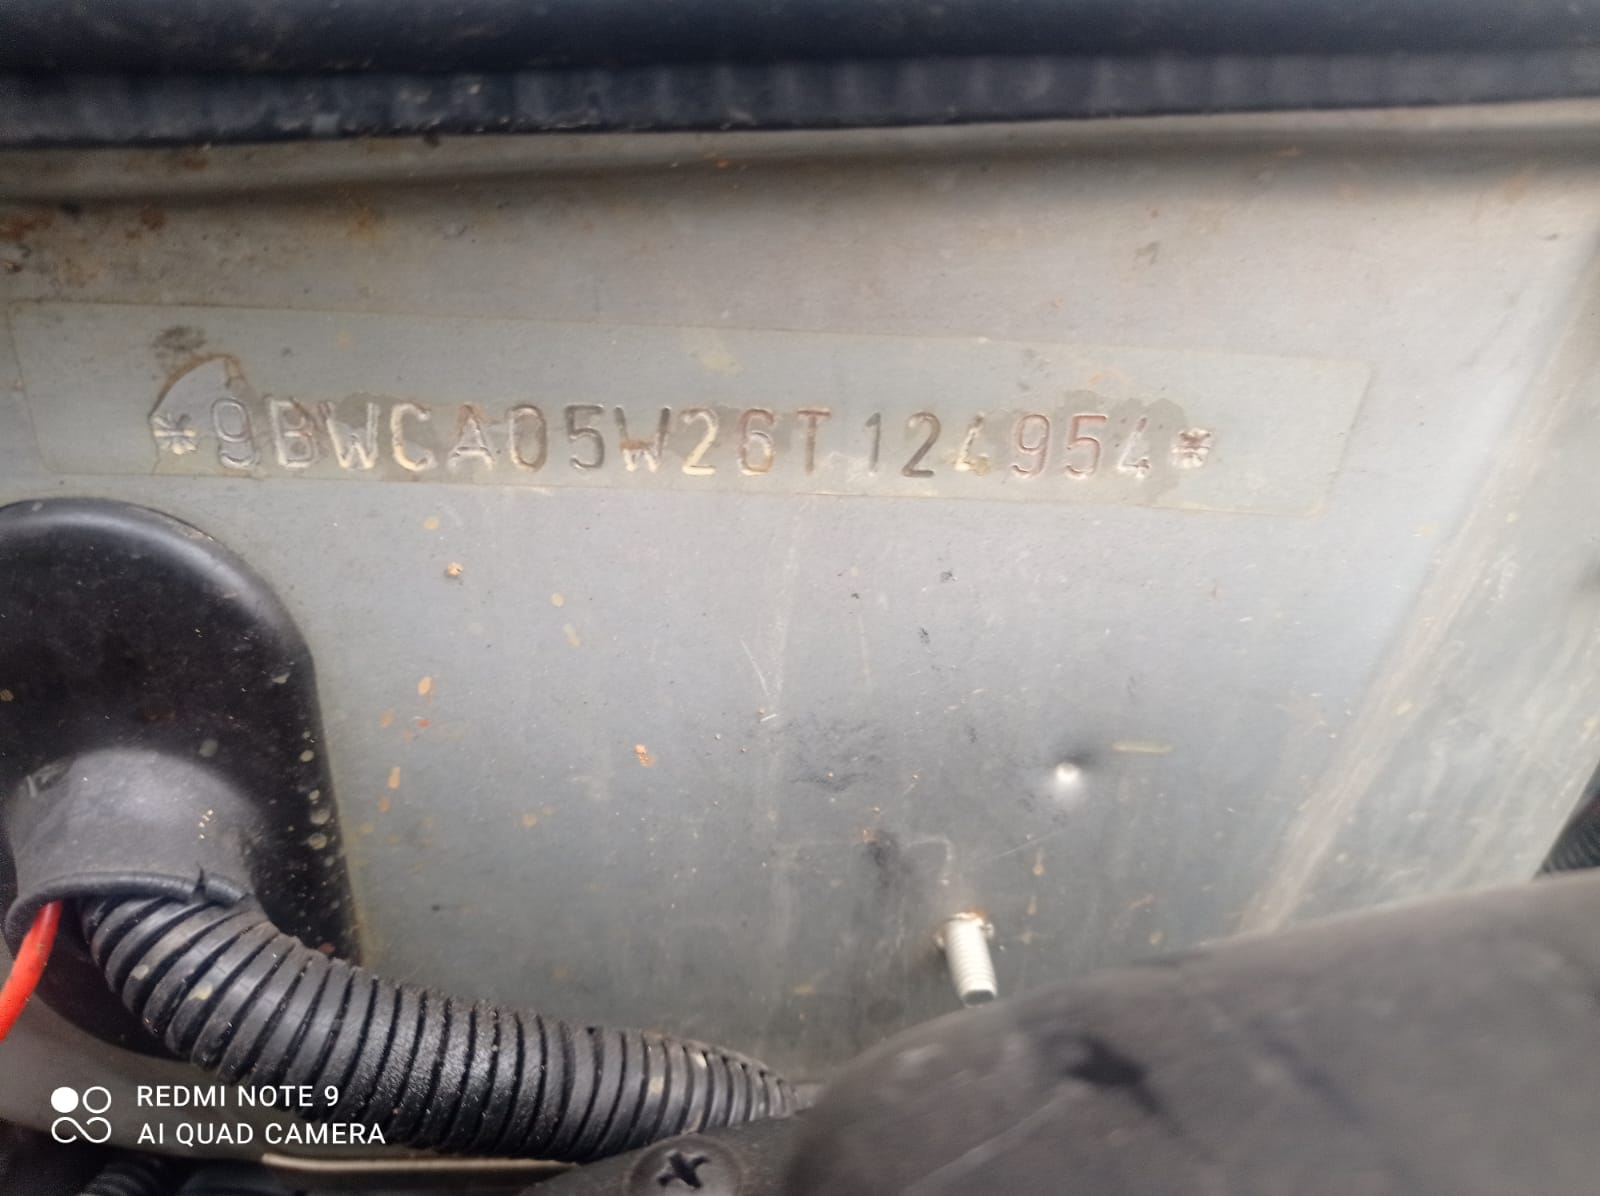 *9BWCA05W26T124954*
REDMI NOTE 9
AI QUAD CAMERA